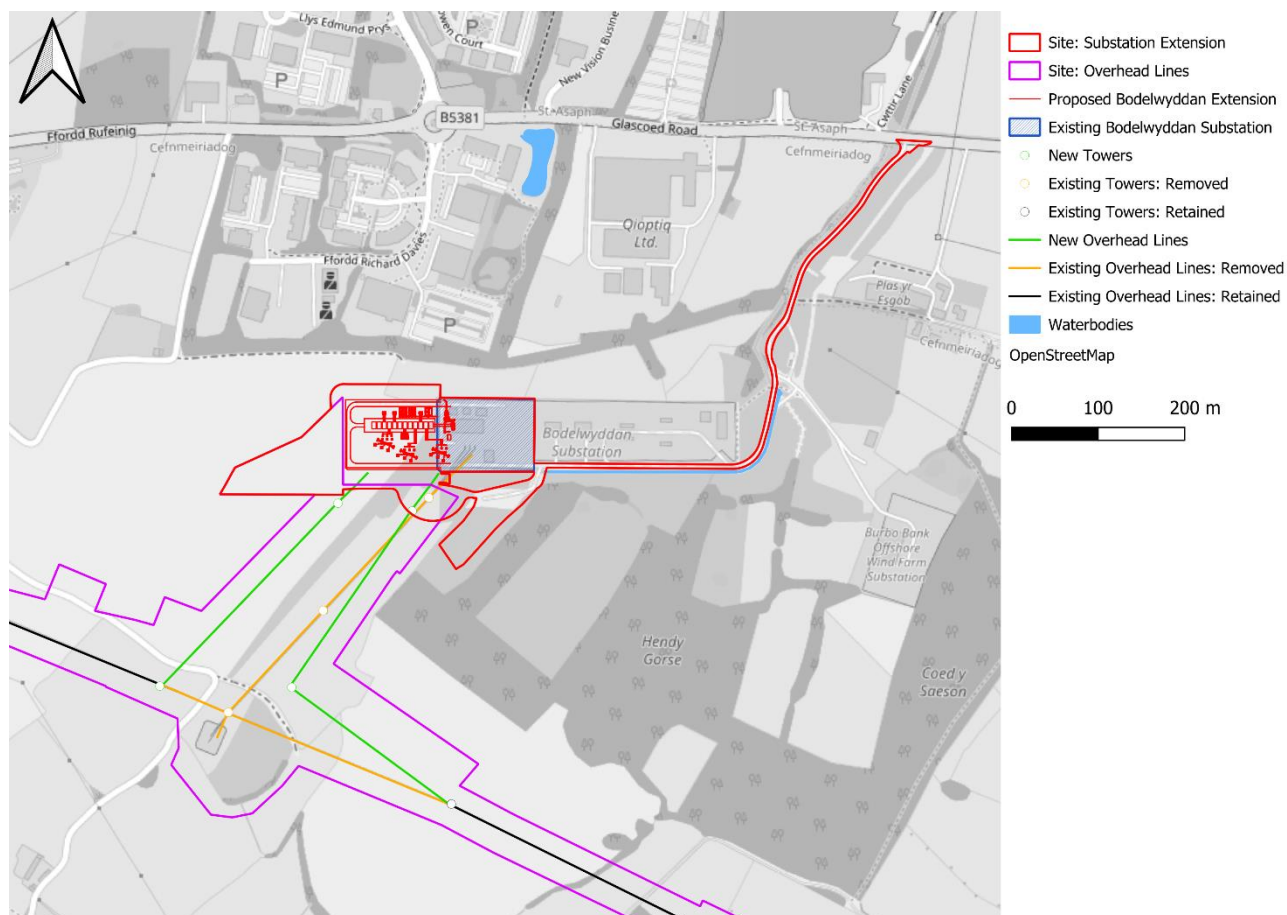 Llys Edmund Prys
wen Court
P
New Vision Busine
P
Cwttir Lane
B5381
St. Asaph
Ffordd Rufeinig
Glascoed Road
St. Asaph
Cefnmeiriadog
Cefnmeiriadog
Qioptiq
Ltd.
Ffordd Richard Davies
Plas yr
Esgob
P
Cefnmeiriadog
Bodelwyddan
Substation
Burbo Bank
Offshore
Wind Farm
Substation
Hendy
Gorse
Coed y
Saeson
Site: Substation Extension
Site: Overhead Lines
Proposed Bodelwyddan Extension
Existing Bodelwyddan Substation
New Towers
Existing Towers: Removed
Existing Towers: Retained
New Overhead Lines
Existing Overhead Lines: Removed
Existing Overhead Lines: Retained
Waterbodies
OpenStreetMap
0 100 200 m